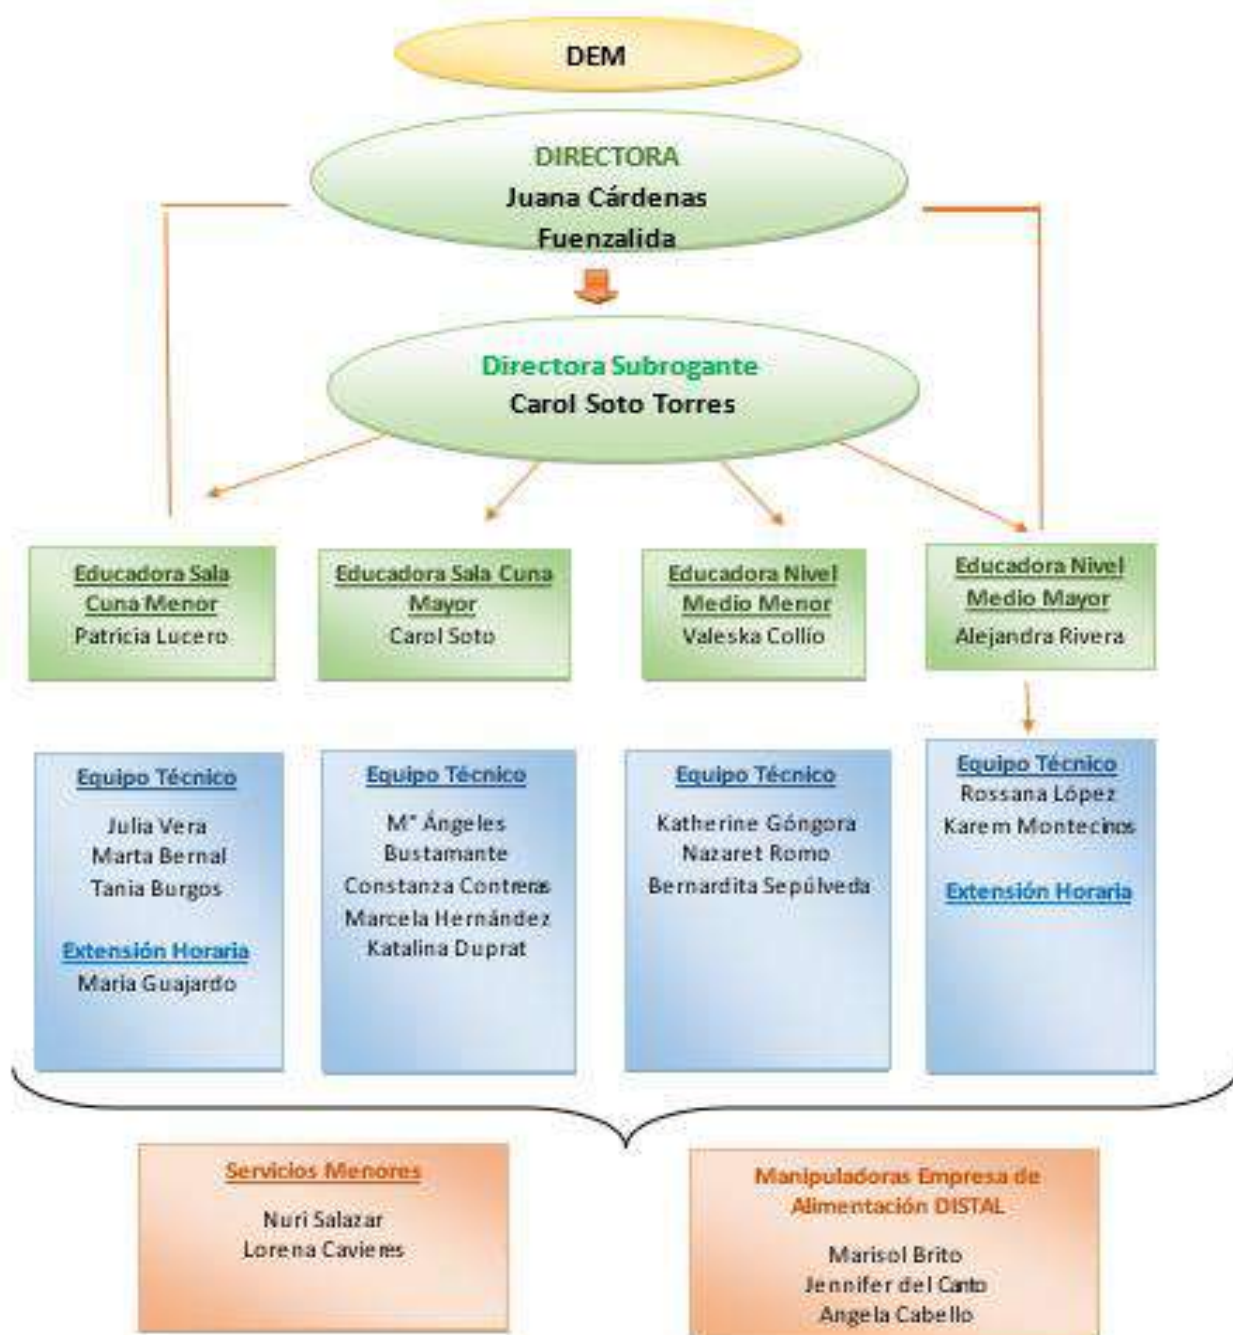 DEM
DIRECTORA
Juana Cárdenas
Fuenzalida
Directora Subrogante
Carol Soto Torres
Educadora Sala
Cuna Menor
Patricia Lucero
Educadora Sala Cuna
Mayor
Carol Soto
Educadora Nivel
Medio Menor
Valeska Collio
Educadora Nivel
Medio Mayor
Alejandra Rivera
Equipo Técnico
Julia Vera
Marta Bernal
Tania Burgos
Extensión Horaria
Maria Guajardo
Equipo Técnico
M° Ángeles
Bustamante
Constanza Contreras
Marcela Hernández
Katalina Duprat
Equipo Técnico
Katherine Góngora
Nazaret Romo
Bernardita Sepúlveda
Equipo Técnico
Rossana López
Karem Montecinos
Extensión Horaria
Servicios Menores
Nuri Salazar
Lorena Cavieres
Manipuladoras Empresa de
Alimentación DISTAL
Marisol Brito
Jennifer del Canto
Angela Cabello